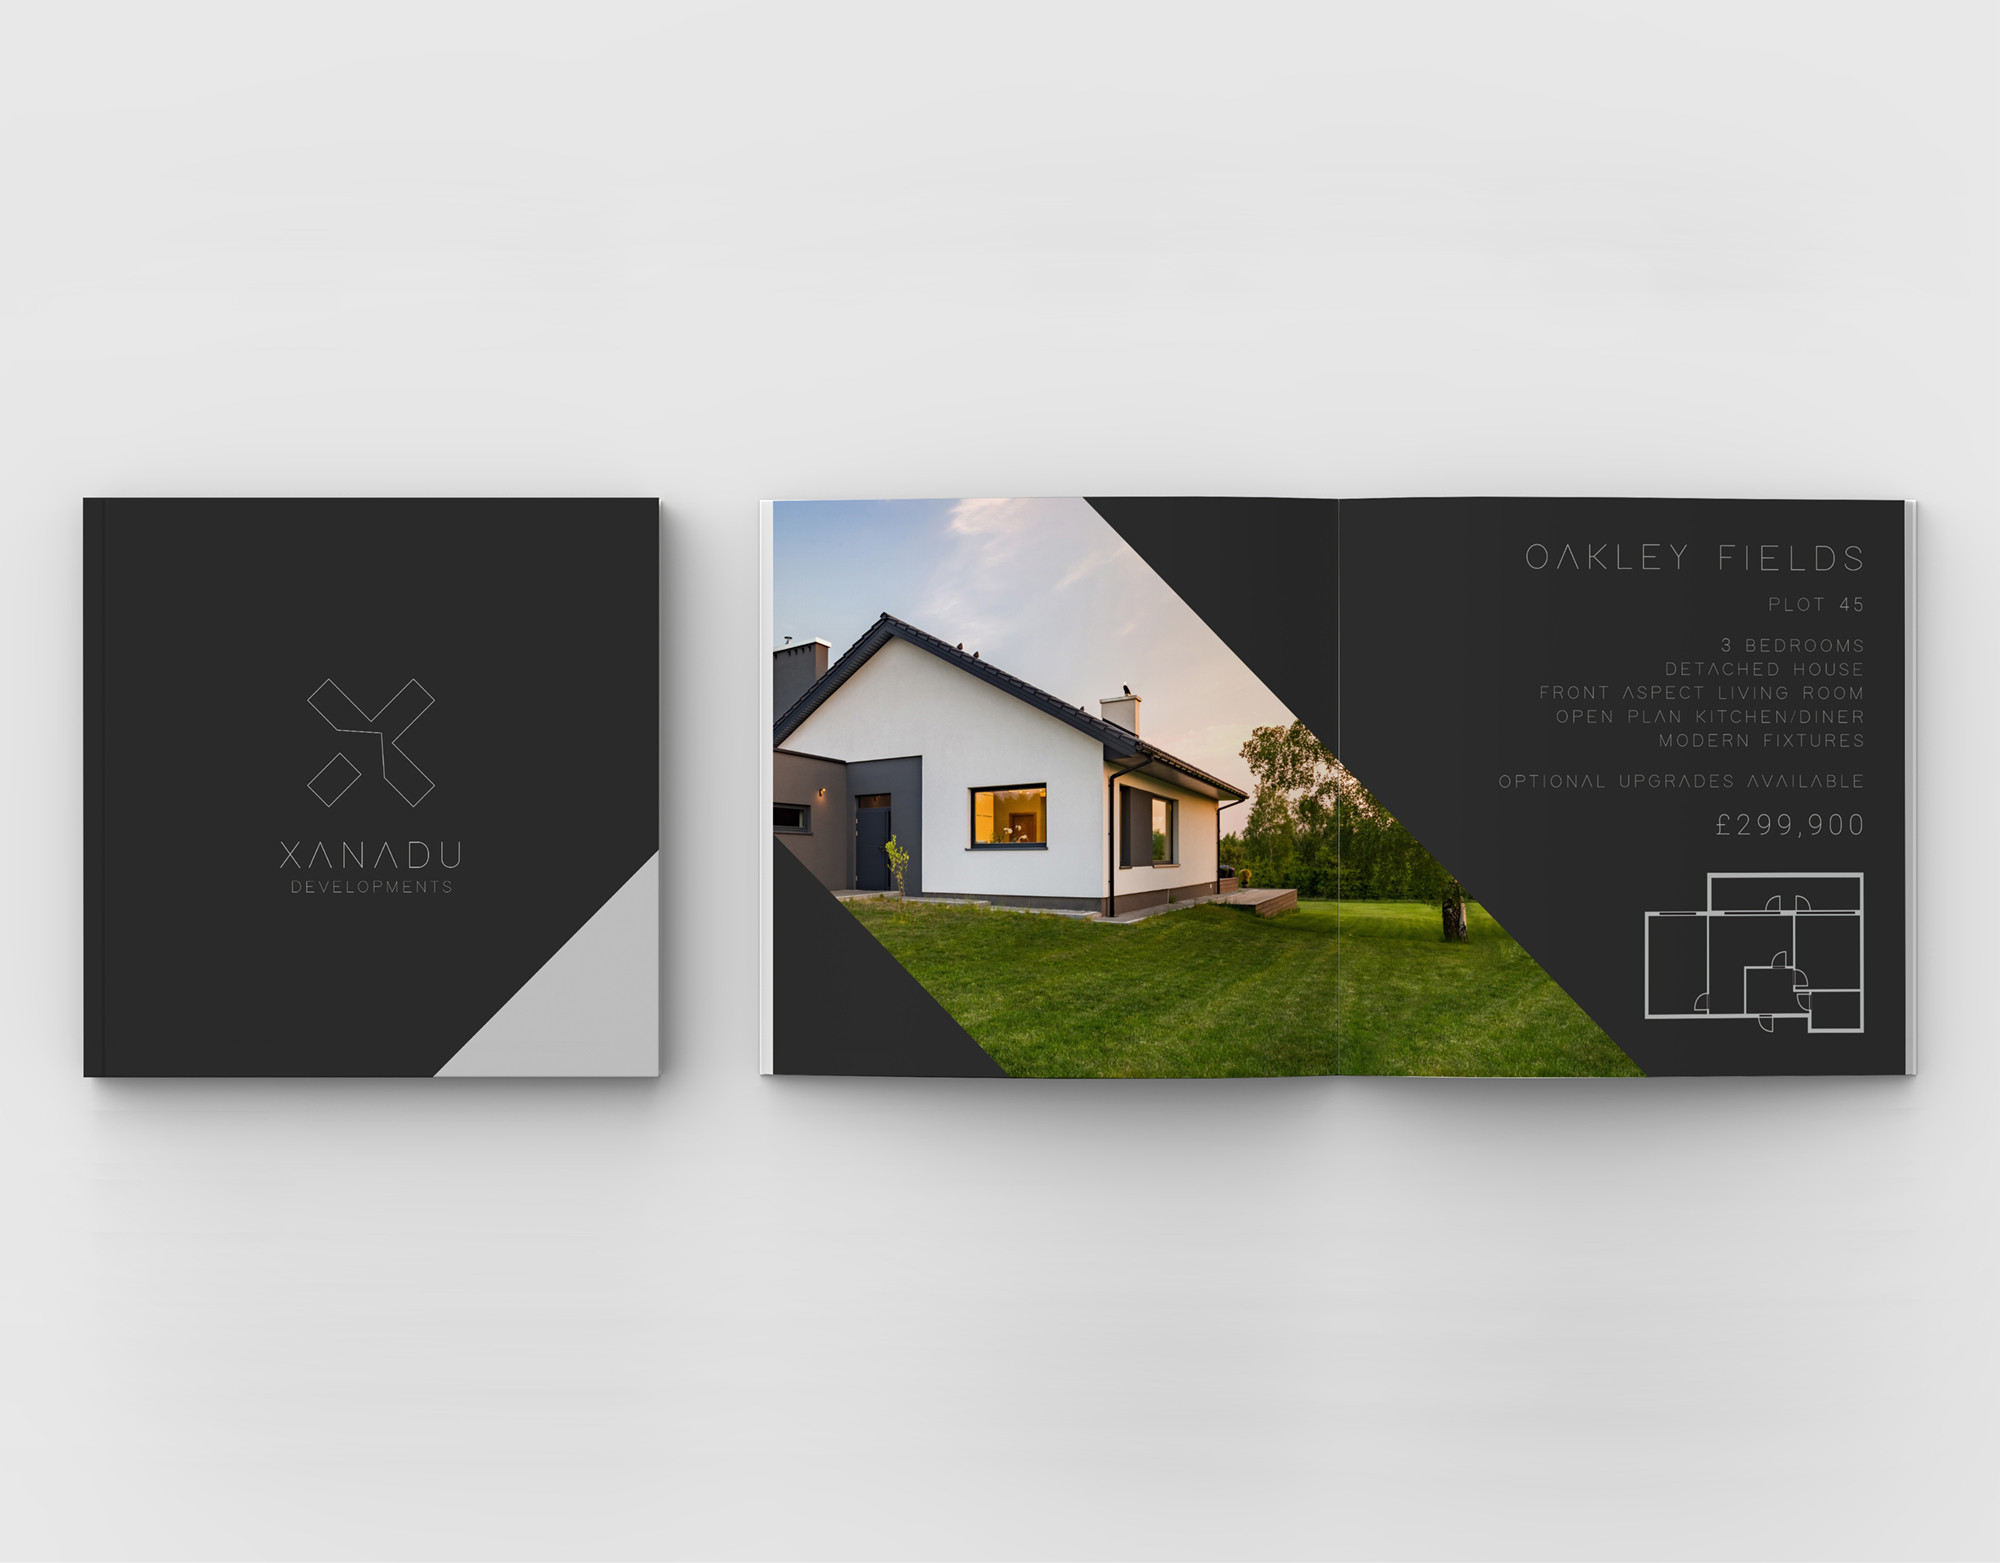 XANADU
DEVELOPMENTS
OAKLEY FIELDS
PLOT 45
3 BEDROOMS
DETACHED HOUSE
FRONT ASPECT LIVING ROOM
OPEN PLAN KITCHEN/DINER
MODERN FIXTURES
OPTIONAL UPGRADES AVAILABLE
£299,900